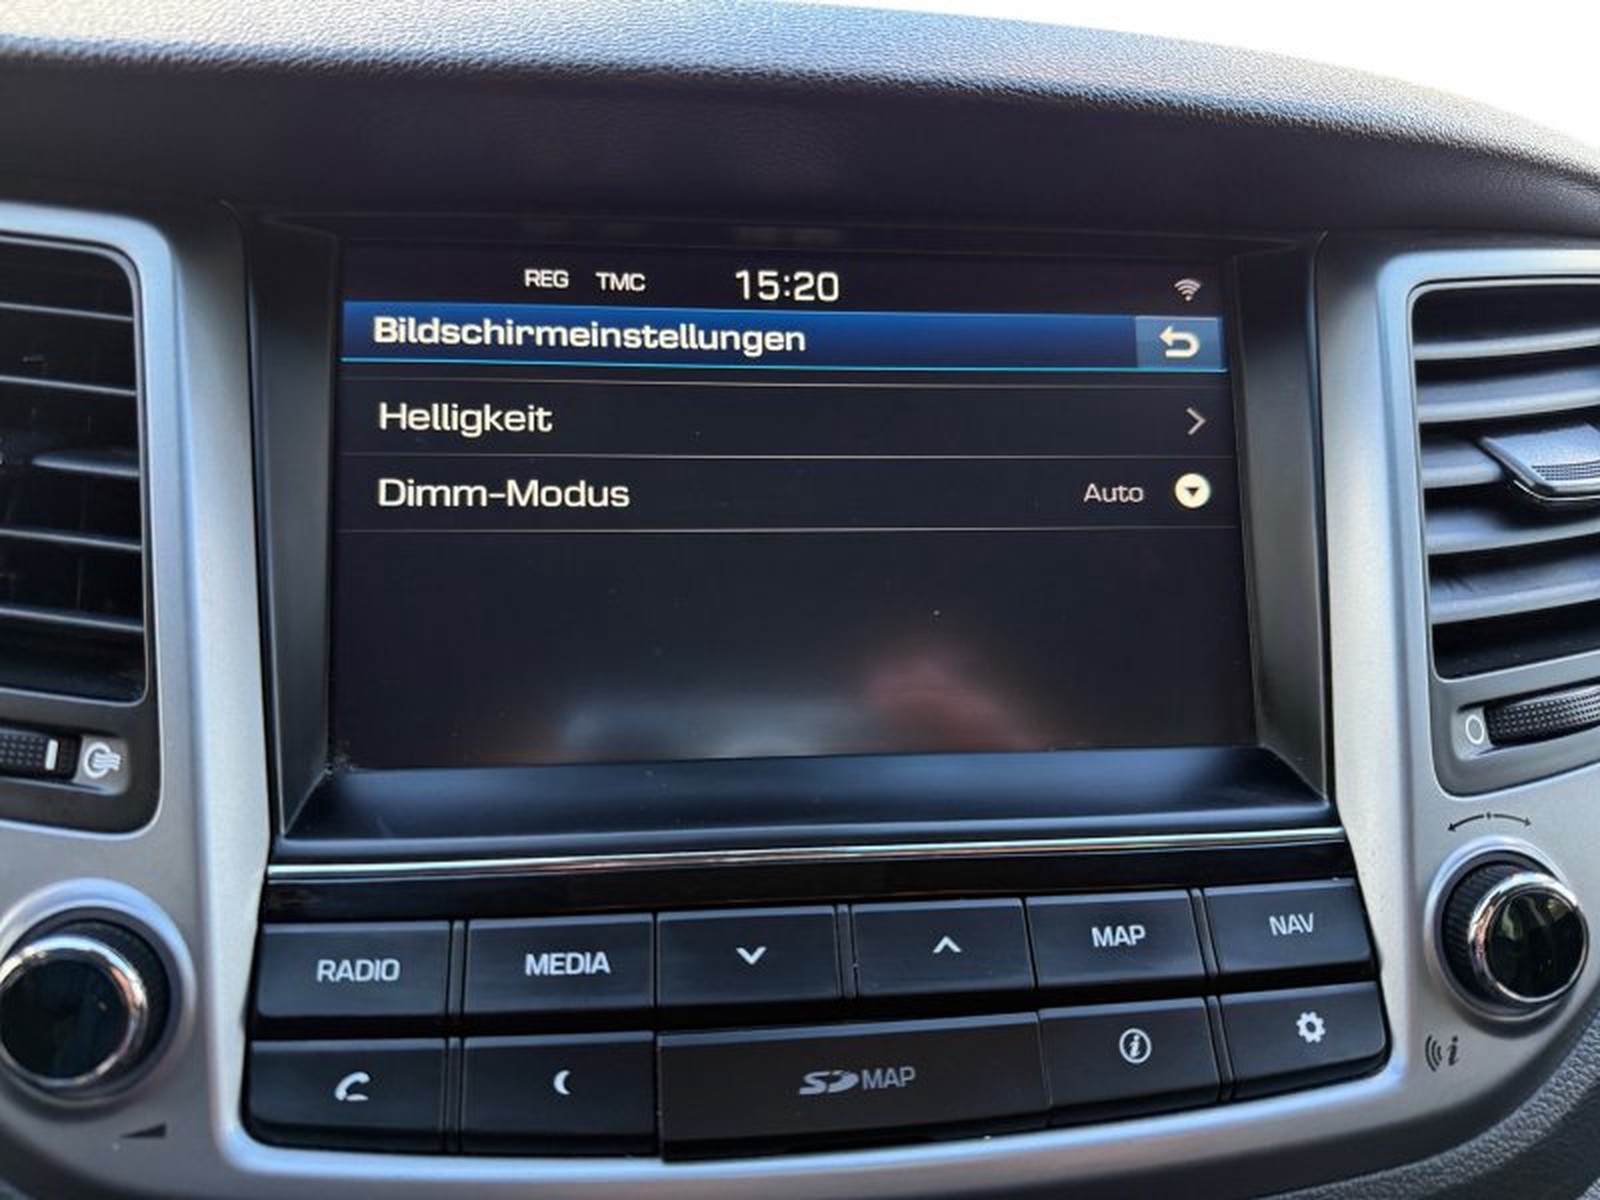 REG TMC 15:20
Bildschirmeinstellungen
Helligkeit
Dimm-Modus Auto
RADIO MEDIA MAP NAV
SD MAP